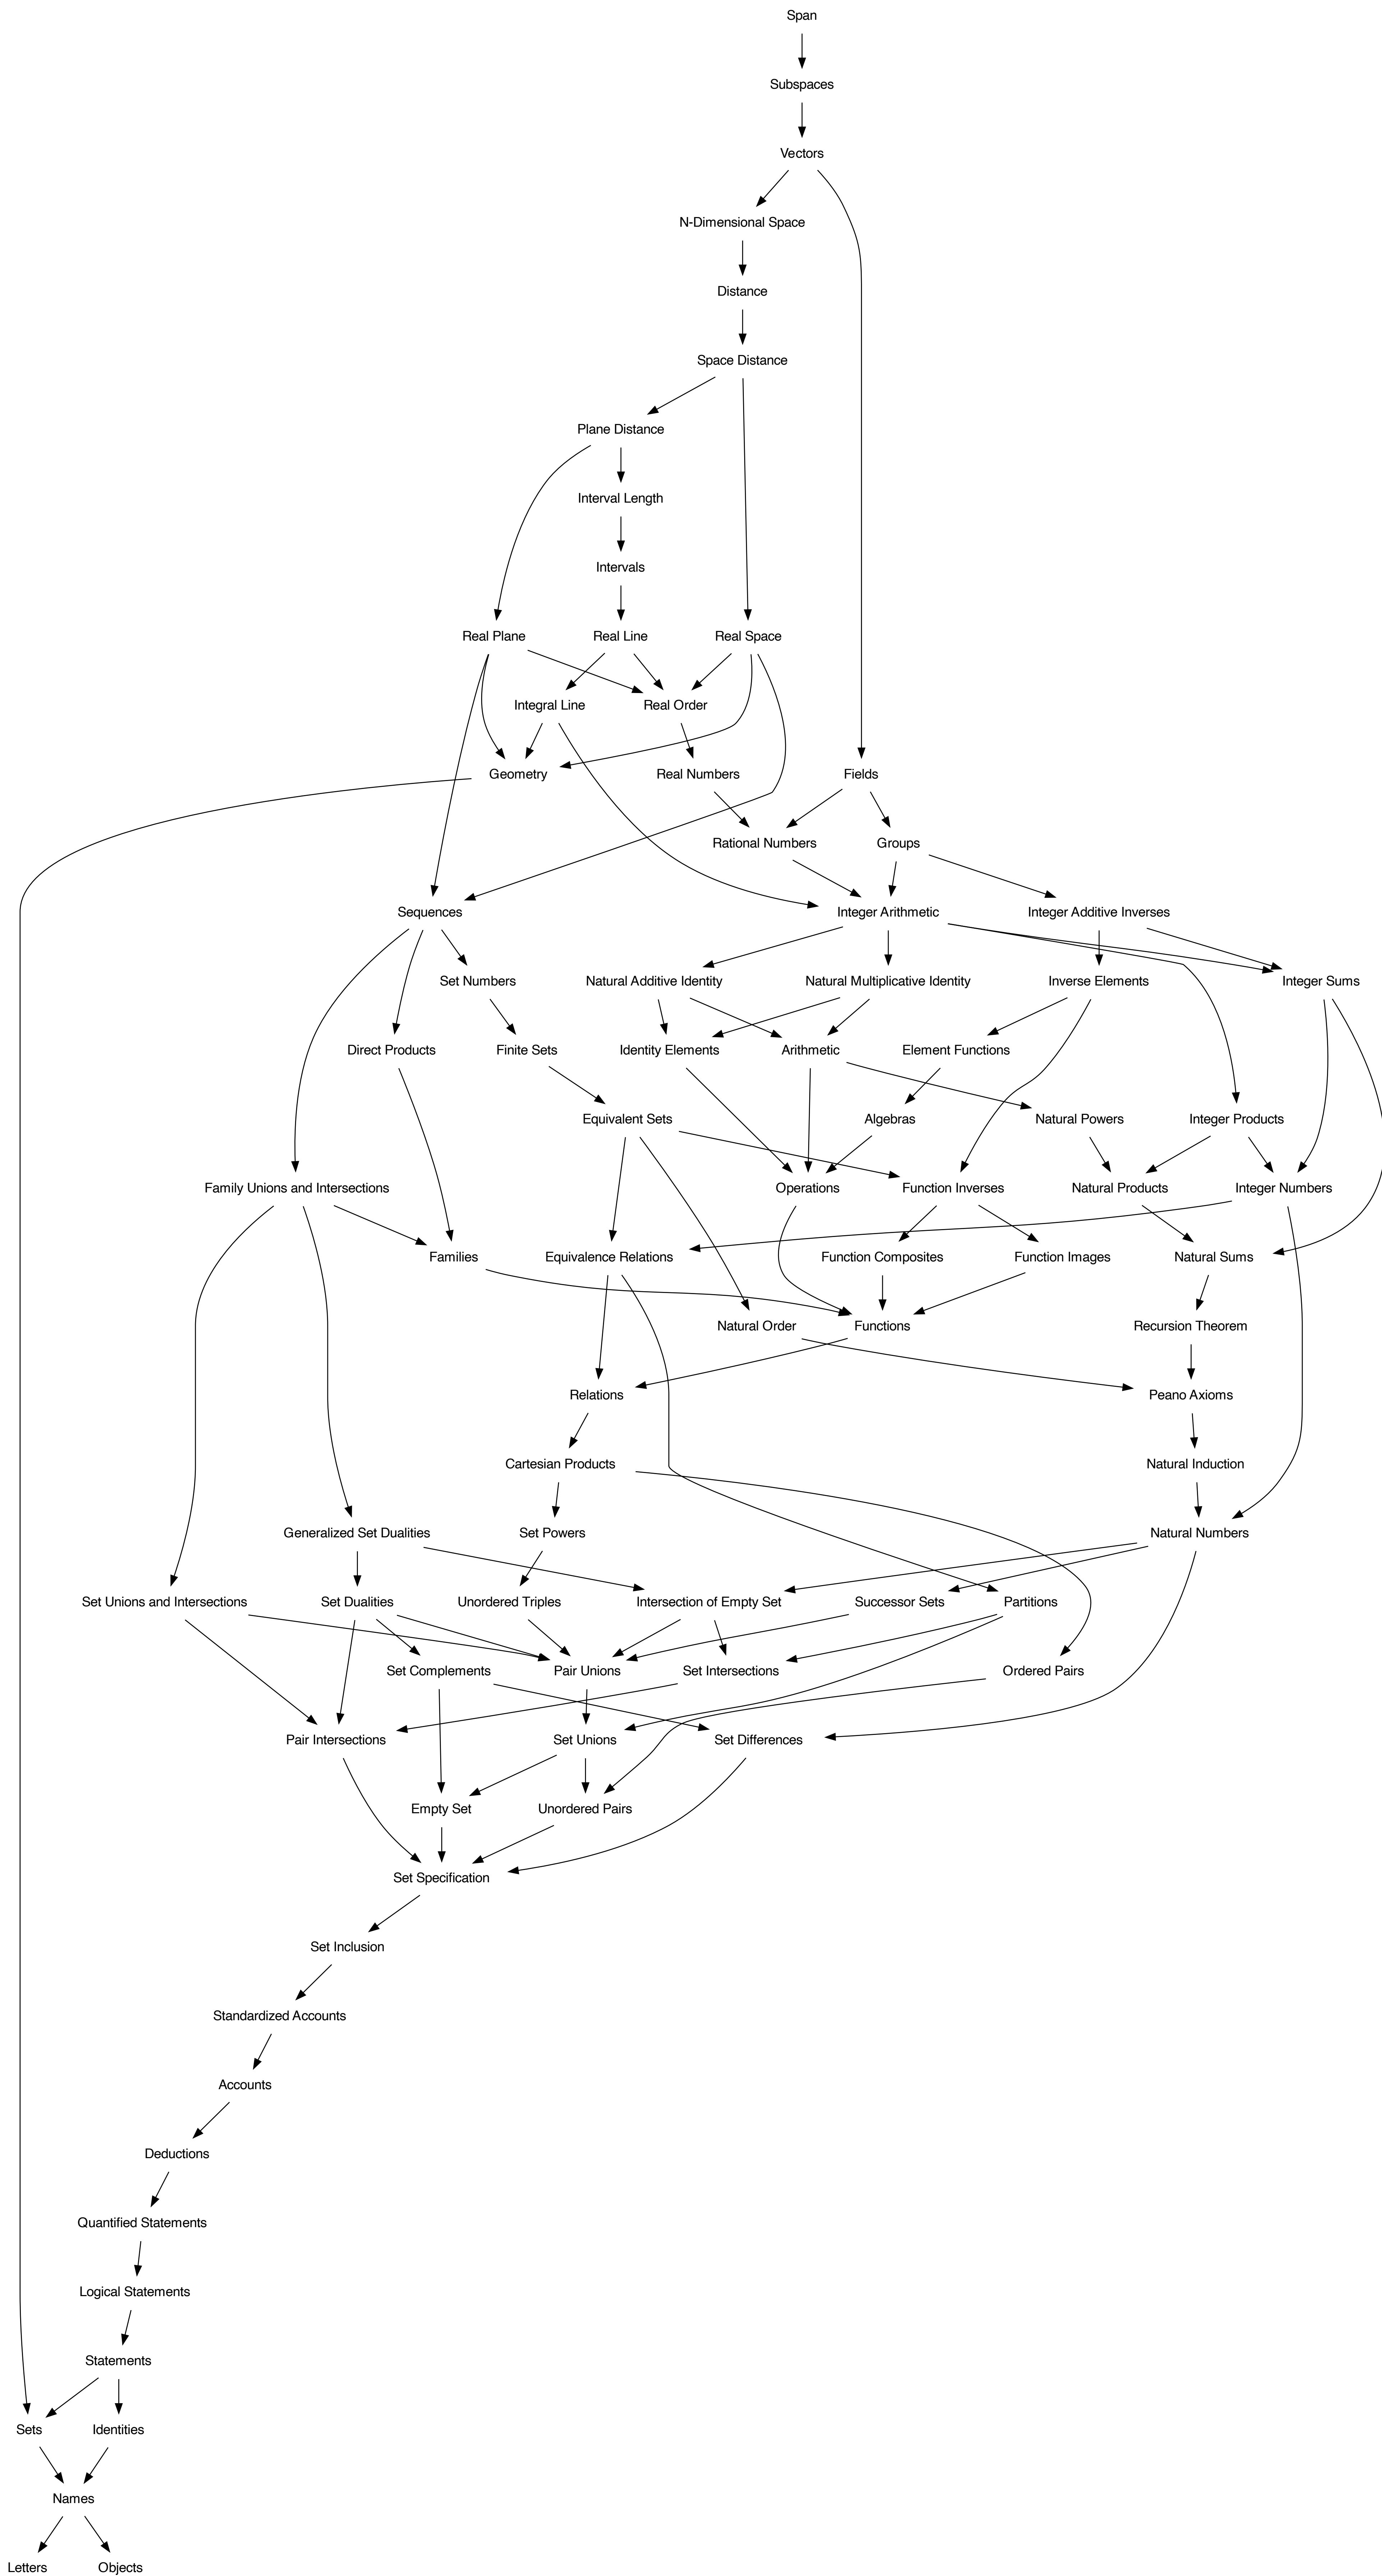 Span
Subspaces
Vectors
N-Dimensional Space
Distance
Space Distance
Plane Distance
Interval Length
Intervals
Real Plane
Real Line
Real Space
Integral Line
Real Order
Geometry
Real Numbers
Fields
Rational Numbers
Groups
Sequences
Integer Arithmetic
Integer Additive Inverses
Set Numbers
Natural Additive Identity
Natural Multiplicative Identity
Inverse Elements
Integer Sums
Direct Products
Finite Sets
Identity Elements
Arithmetic
Element Functions
Equivalent Sets
Algebras
Natural Powers
Integer Products
Family Unions and Intersections
Operations
Function Inverses
Natural Products
Integer Numbers
Families
Equivalence Relations
Function Composites
Function Images
Natural Sums
Natural Order
Functions
Recursion Theorem
Relations
Peano Axioms
Cartesian Products
Natural Induction
Generalized Set Dualities
Set Powers
Natural Numbers
Set Unions and Intersections
Set Dualities
Unordered Triples
Intersection of Empty Set
Successor Sets
Partitions
Set Complements
Pair Unions
Set Intersections
Ordered Pairs
Pair Intersections
Set Unions
Set Differences
Empty Set
Unordered Pairs
Set Specification
Set Inclusion
Standardized Accounts
Accounts
Deductions
Quantified Statements
Logical Statements
Statements
Sets
Identities
Names
Letters
Objects